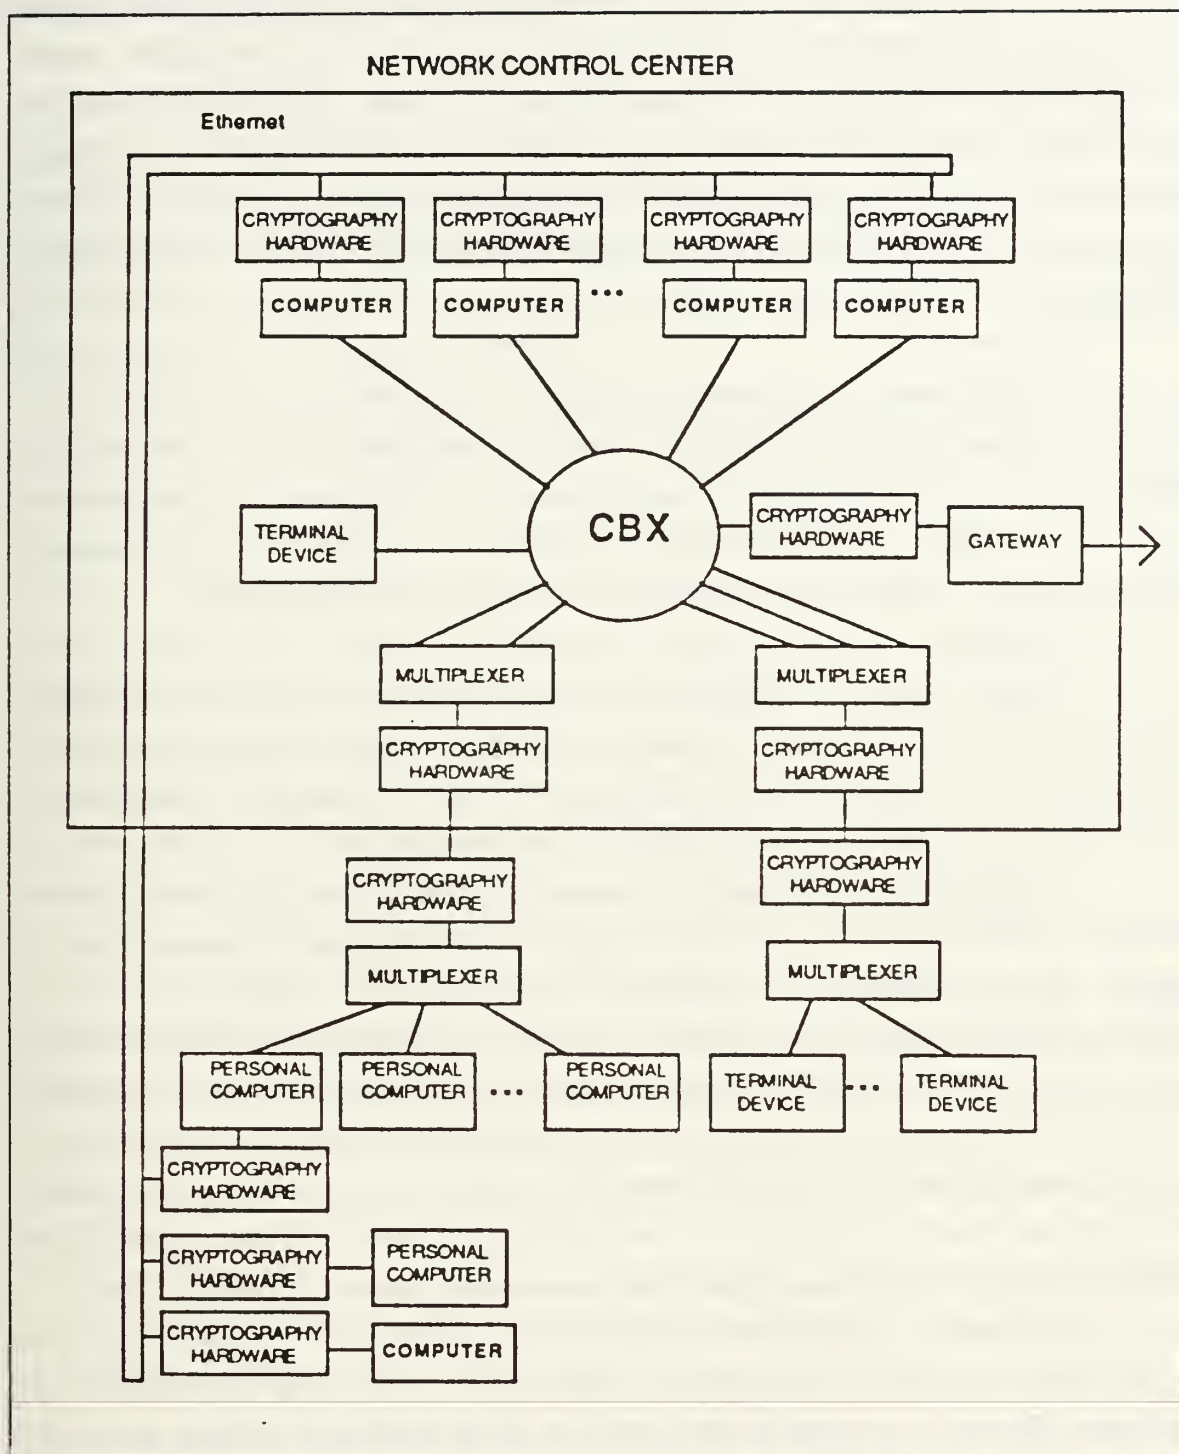 NETWORK CONTROL CENTER
Ethernet
CRYPTOGRAPHY
HARDWARE
CRYPTOGRAPHY
HARDWARE
CRYPTOGRAPHY
HARDWARE
CRYPTOGRAPHY
HARDWARE
COMPUTER
COMPUTER
•••
COMPUTER
COMPUTER
TERMINAL
DEVICE
CBX
CRYPTOGRAPHY
HARDWARE
GATEWAY
MULTIPLEXER
MULTIPLEXER
CRYPTOGRAPHY
HARDWARE
CRYPTOGRAPHY
HARDWARE
CRYPTOGRAPHY
HARDWARE
CRYPTOGRAPHY
HARDWARE
MULTIPLEXER
MULTIPLEXER
PERSONAL
COMPUTER
PERSONAL
COMPUTER
•••
PERSONAL
COMPUTER
TERMINAL
DEVICE
•••
TERMINAL
DEVICE
CRYPTOGRAPHY
HARDWARE
CRYPTOGRAPHY
HARDWARE
PERSONAL
COMPUTER
CRYPTOGRAPHY
HARDWARE
COMPUTER